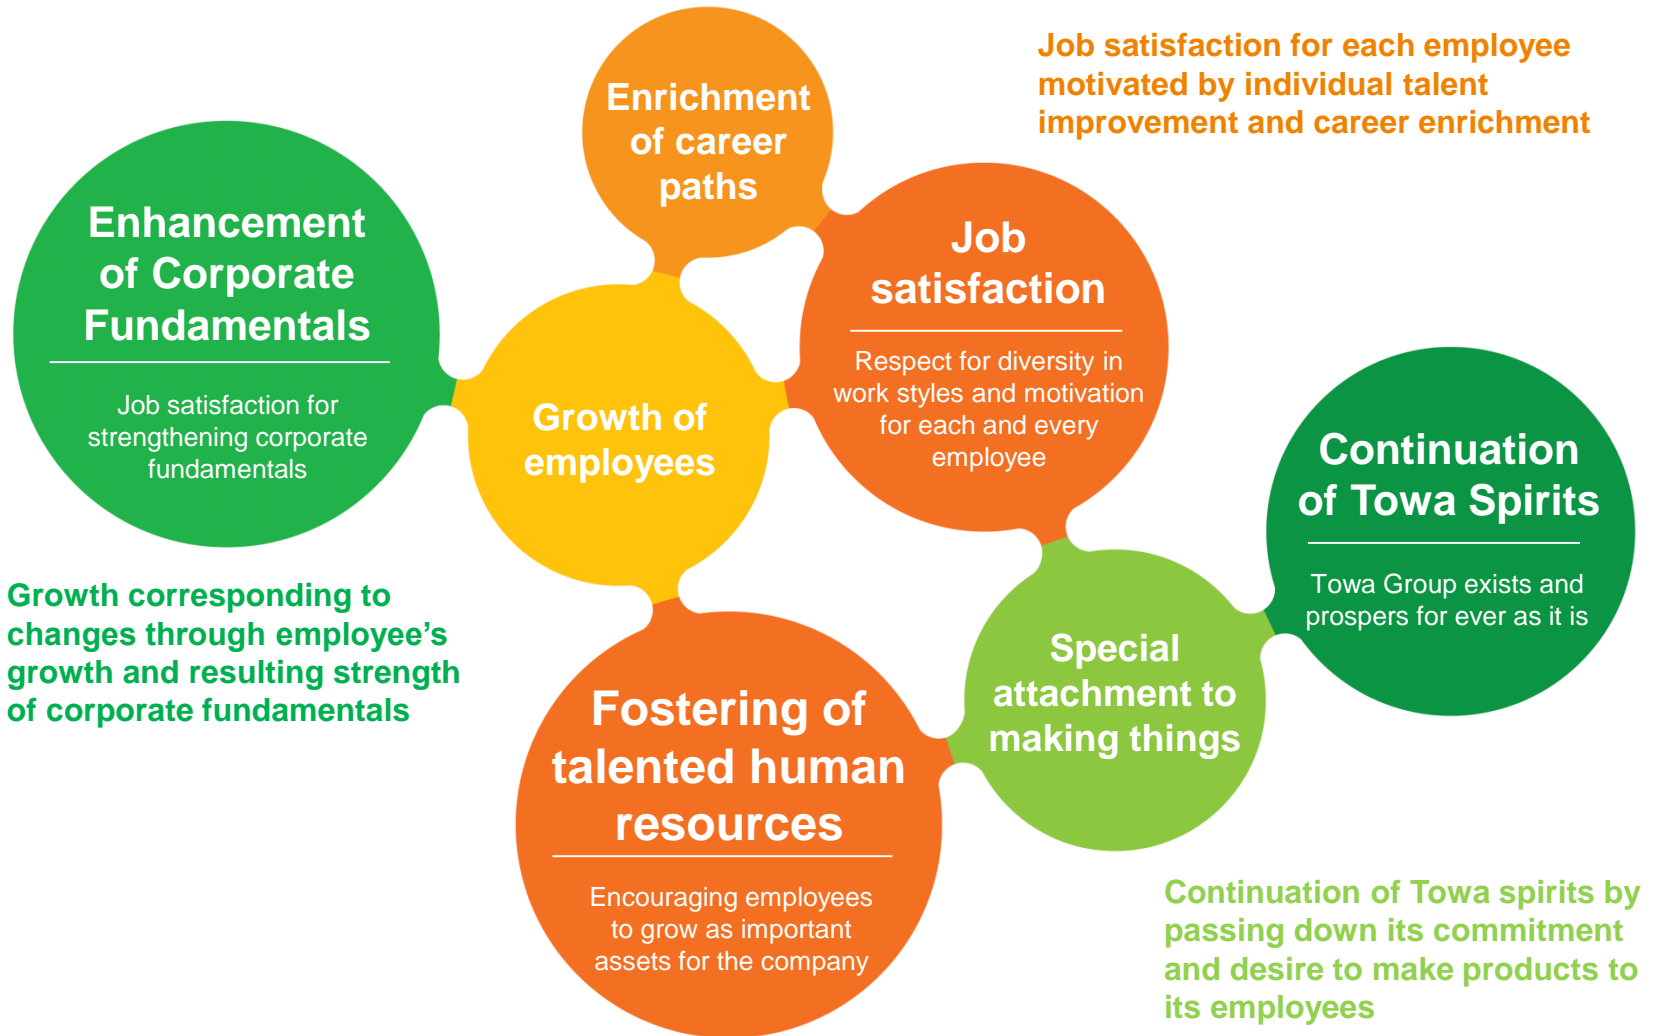 Job satisfaction for each employee
motivated by individual talent
improvement and career enrichment
Enrichment
of career
paths
Enhancement
of Corporate
Fundamentals
Job satisfaction for
strengthening corporate
fundamentals
Job
satisfaction
Respect for diversity in
work styles and motivation
for each and every
employee
Growth of
employees
Continuation
of Towa Spirits
Towa Group exists and
prospers for ever as it is
Growth corresponding to
changes through employee's
growth and resulting strength
of corporate fundamentals
Special
attachment to
making things
Fostering of
talented human
resources
Encouraging employees
to grow as important
assets for the company
Continuation of Towa spirits by
passing down its commitment
and desire to make products to
its employees